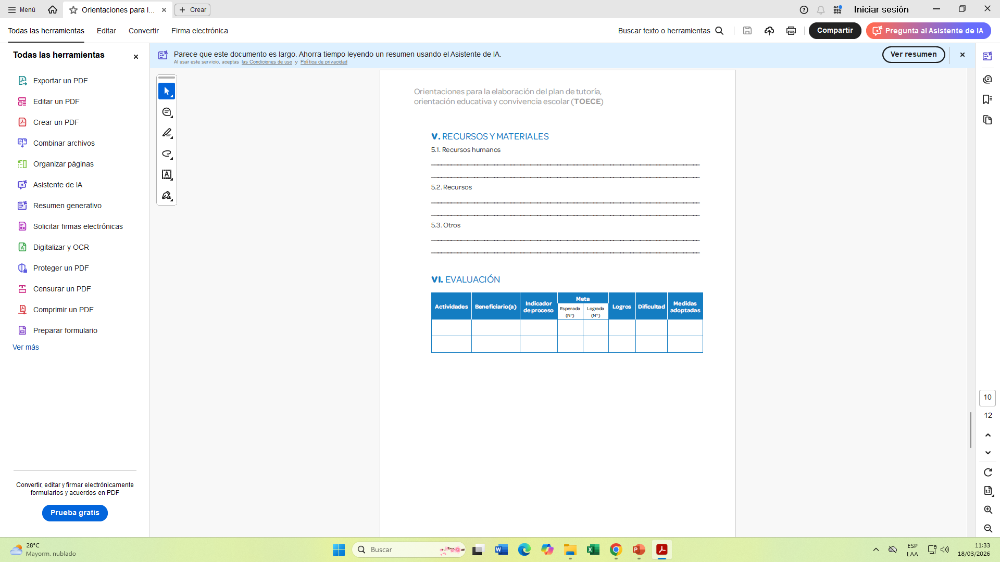 Menú
Orientaciones para l...
Crear
Iniciar sesión
Todas las herramientas
Editar
Convertir
Firma electrónica
Buscar texto o herramientas
Compartir
Pregunta al Asistente de IA
Todas las herramientas
Exportar un PDF
Editar un PDF
Crear un PDF
Combinar archivos
Organizar páginas
Asistente de IA
Resumen generativo
Solicitar firmas electrónicas
Digitalizar y OCR
Proteger un PDF
Censurar un PDF
Comprimir un PDF
Preparar formulario
Ver más
Convertir, editar y firmar electrónicamente
formularios y acuerdos en PDF
Prueba gratis
Parece que este documento es largo. Ahorra tiempo leyendo un resumen usando el Asistente de IA.
Al usar este servicio, aceptas las Condiciones de uso y Política de privacidad
Ver resumen
Orientaciones para la elaboración del plan de tutoría,
orientación educativa y convivencia escolar (TOECE)
V. RECURSOS Y MATERIALES
5.1. Recursos humanos
5.2. Recursos
5.3. Otros
VI. EVALUACIÓN
Actividades
Beneficiario(a)
Indicador
de proceso
Meta
Esperada
(N°)
Lograda
(N°)
Logros
Dificultad
Medidas
adoptadas
10
12
28°C
Mayorm. nublado
Buscar
ESP
LAA
11:33
18/03/2026